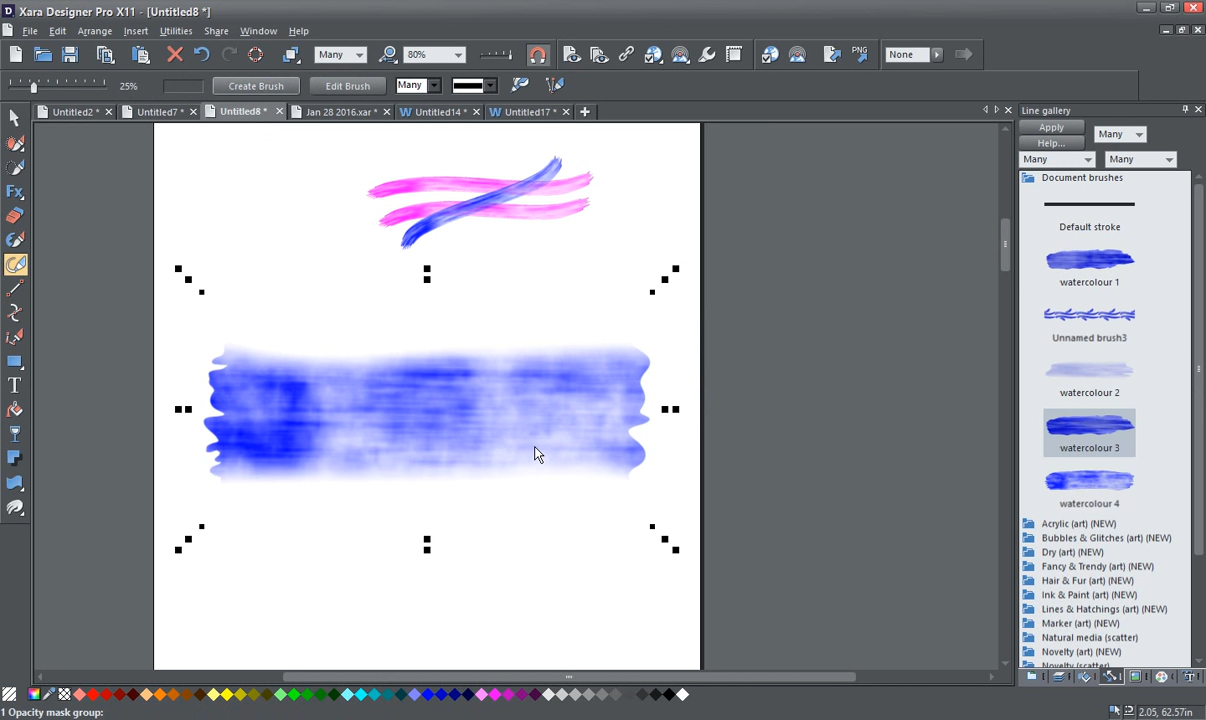 Xara Designer Pro X11 - [Untitled8 *]
File Edit Arrange Insert Utilities Share Window Help
Many 80% PNG None
25% Create Brush Edit Brush Many
Untitled2 * Untitled7 * Untitled8 * Jan 28 2016.xar * W Untitled14 * W Untitled17 *
Line gallery
Apply Many
Help...
Many Many
Document brushes
Default stroke
watercolour 1
Unnamed brush3
watercolour 2
watercolour 3
watercolour 4
Acrylic (art) (NEW)
Bubbles & Glitches (art) (NEW)
Dry (art) (NEW)
Fancy & Trendy (art) (NEW)
Hair & Fur (art) (NEW)
Ink & Paint (art) (NEW)
Lines & Hatchings (art) (NEW)
Marker (art) (NEW)
Natural media (scatter)
Novelty (art) (NEW)
Novelty (scatter)
1 Opacity mask group: 2.05, 62.57in